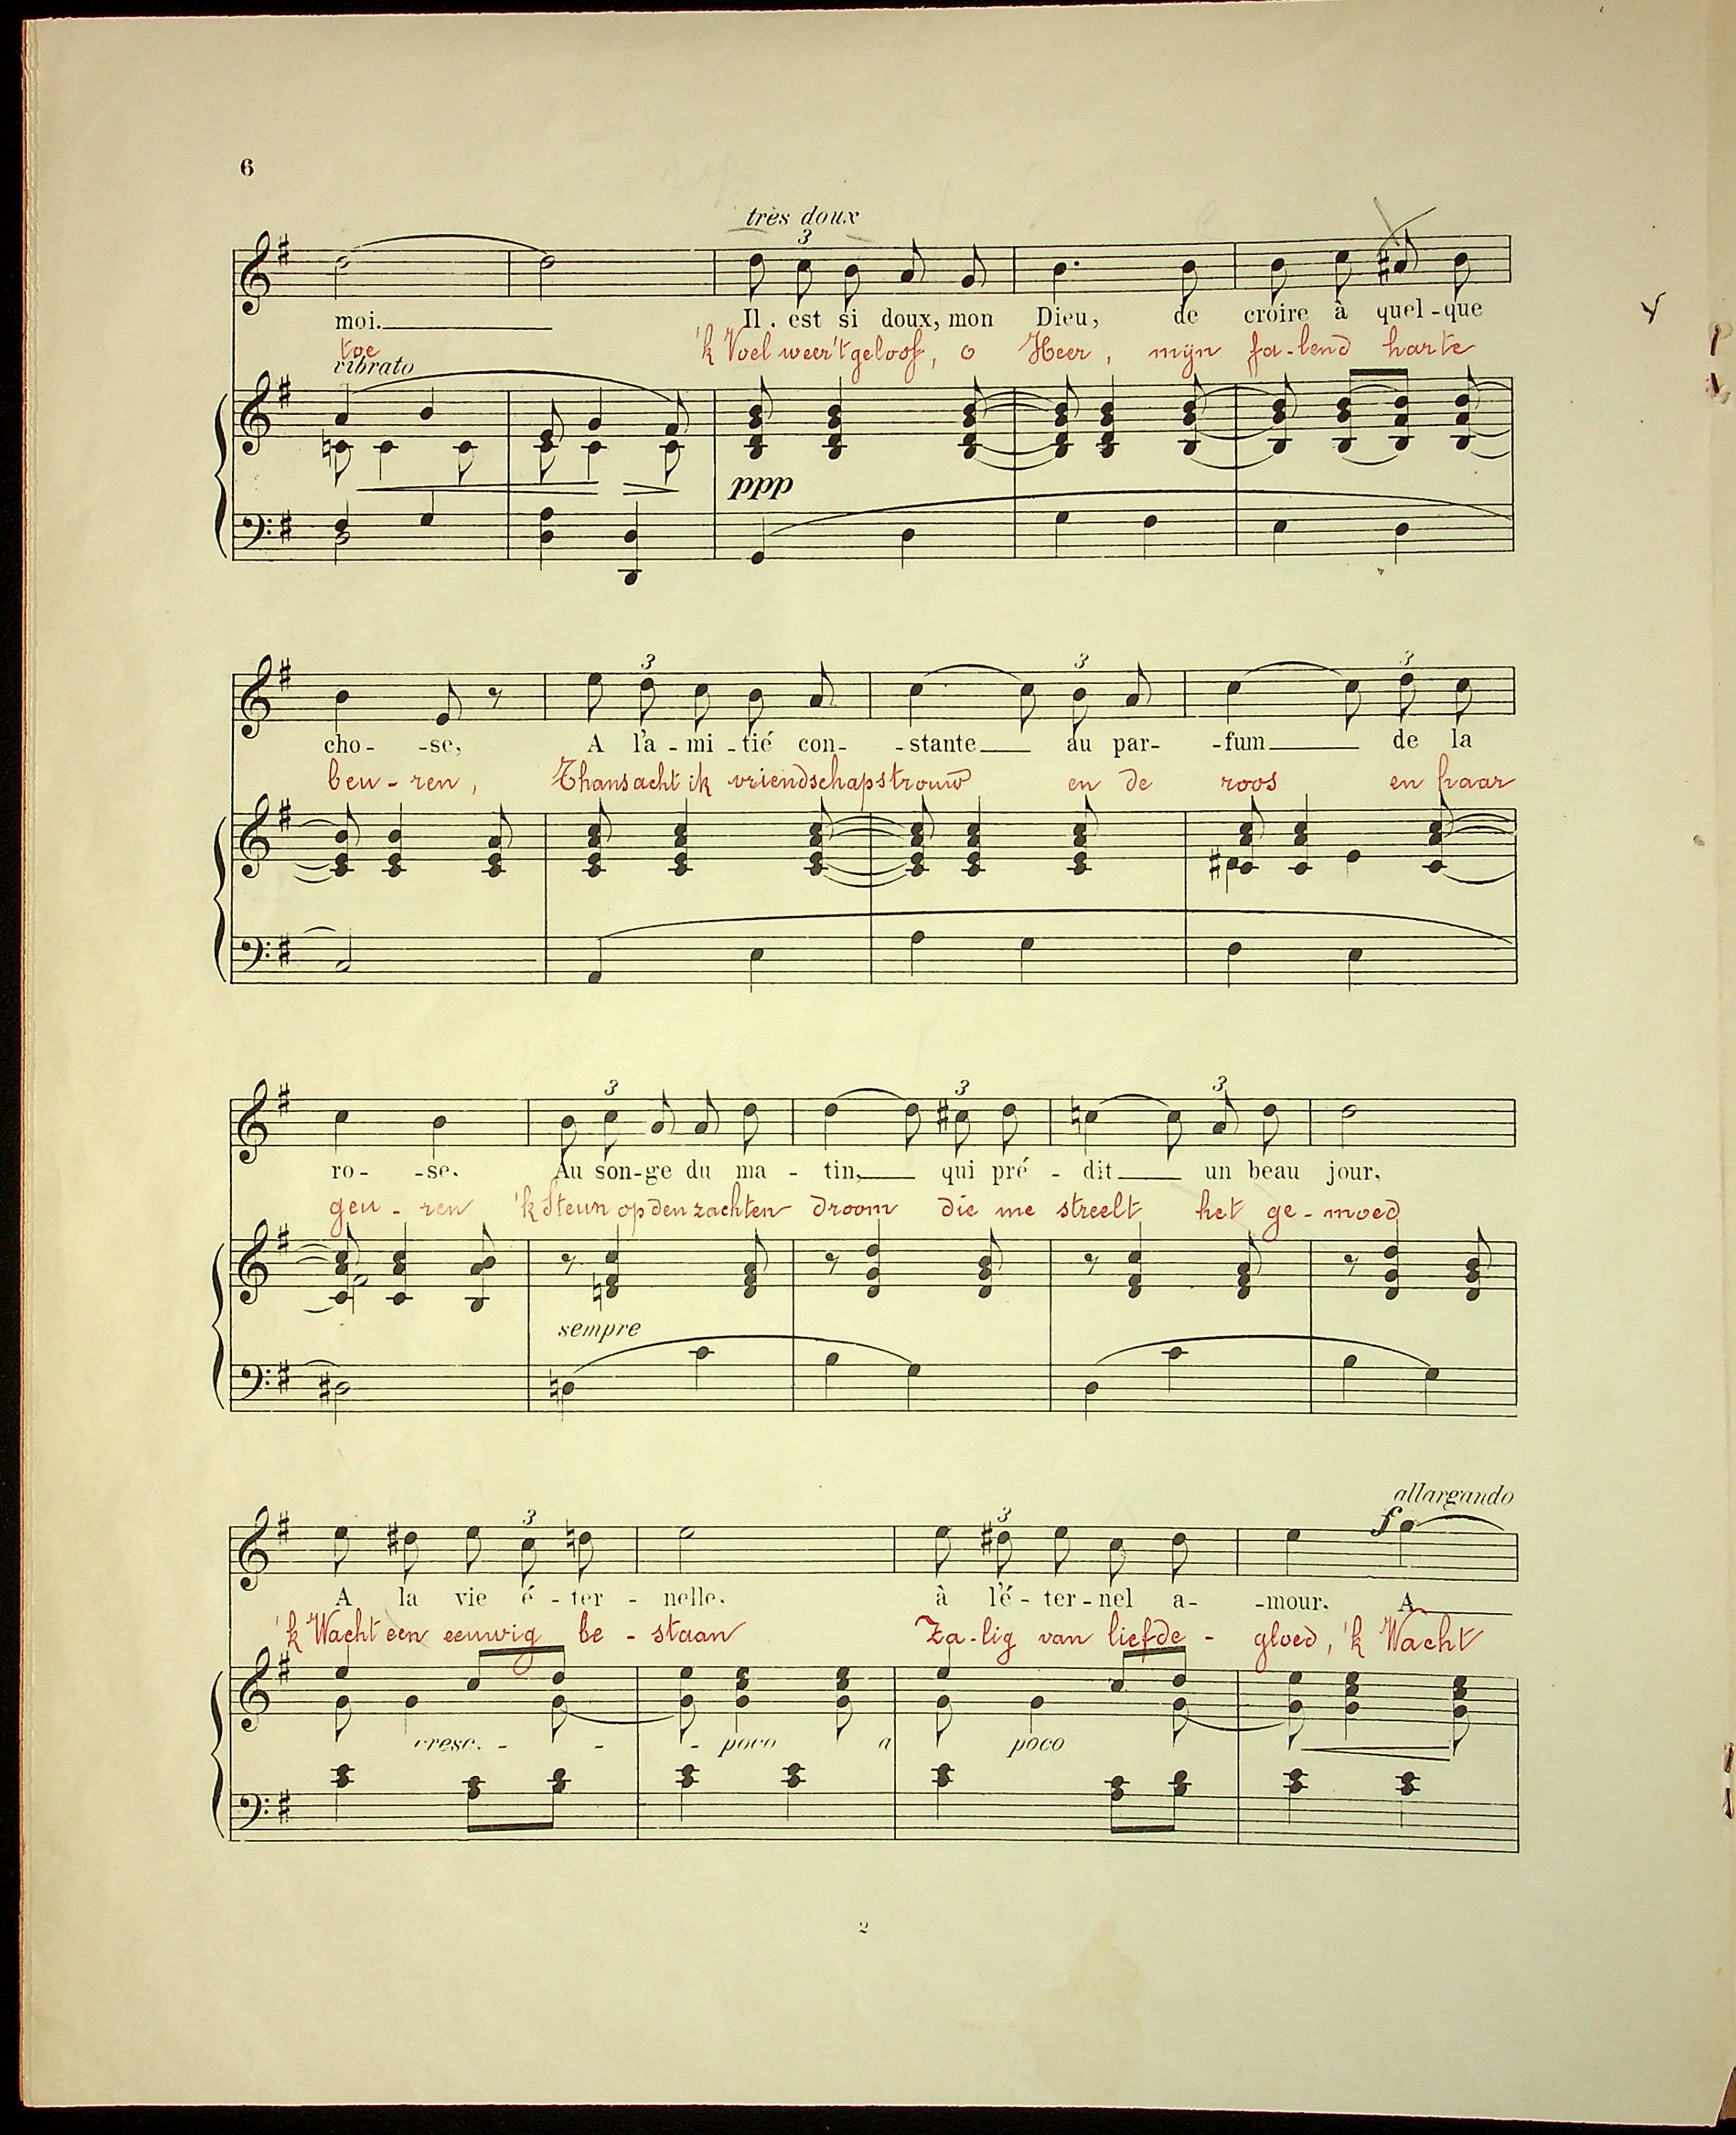 6
très doux
3
moi.
Il. est si doux, mon Dieu, de croire à quel-que
toe 'k Voel weer 't geloof, o Heer, mijn fa-lend harte
vibrato
ppp
3 3 3
cho- -se, A l'a-mi-tié con- -stante au par- -fum de la
beu-ren, Thans acht ik vriendschapstrouw en de roos en haar
3 3 3
ro- -se. Au son-ge du ma-tin, qui pré-dit un beau jour,
geu-ren 'k Steun op den zachten droom die me streelt het ge-moed
sempre
allargando
3 3 f
A la vie é-ter-nelle. à l'é-ter-nel a- -mour. A
'k Wacht een eeuwig be-staan Za-lig van liefde-gloed, 'k Wacht
cresc. - - - poco a poco
2